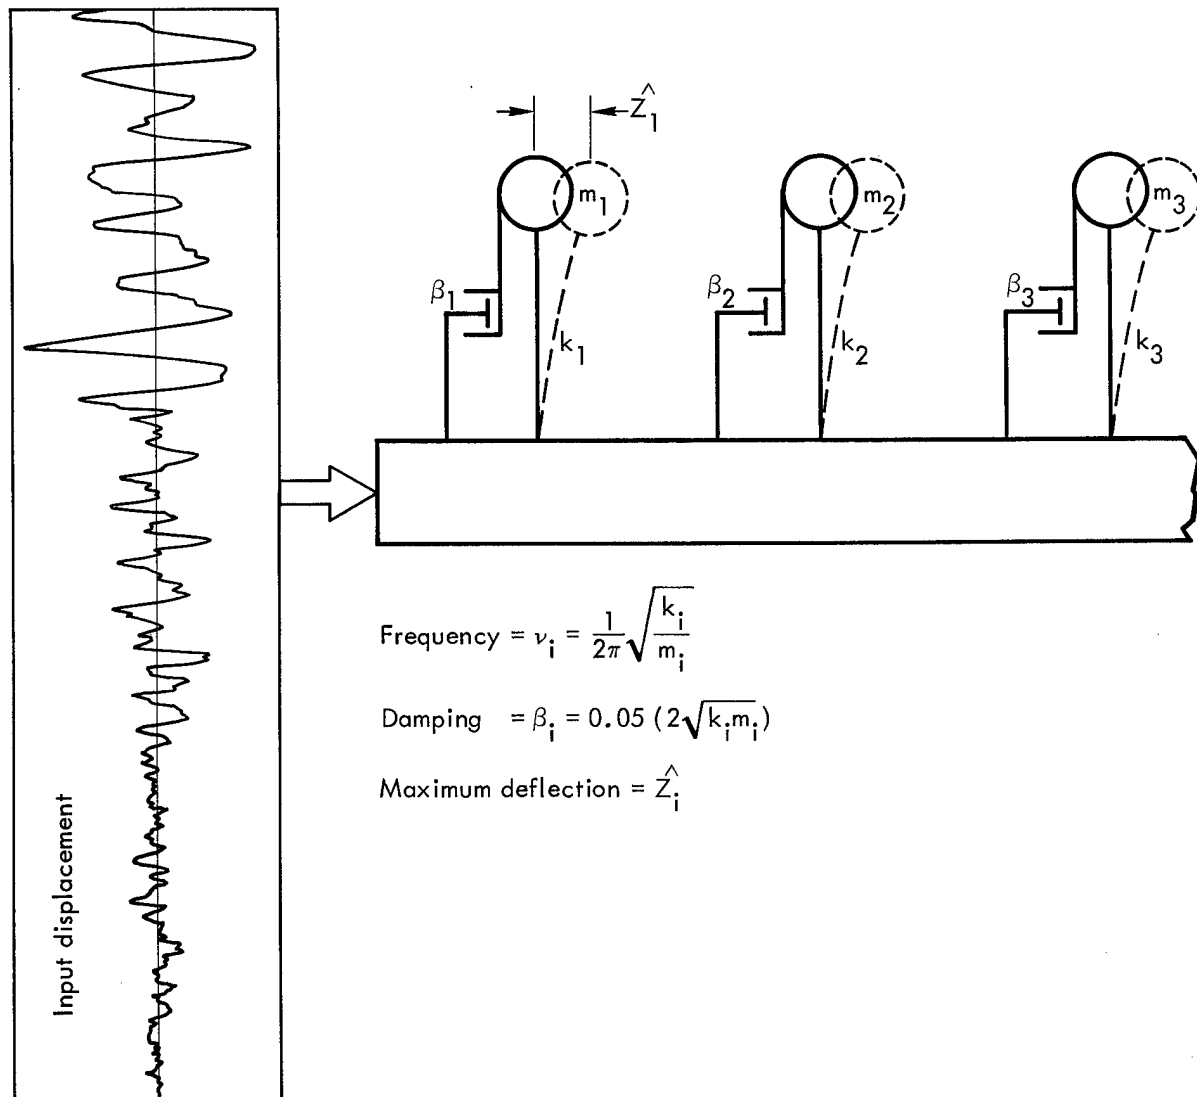 Ẑ₁
m₁ m₂ m₃
β₁ β₂ β₃
k₁ k₂ k₃
Frequency = νᵢ = 1/2π √kᵢ/mᵢ
Damping = βᵢ = 0.05 (2√kᵢmᵢ)
Maximum deflection = Ẑᵢ
Input displacement